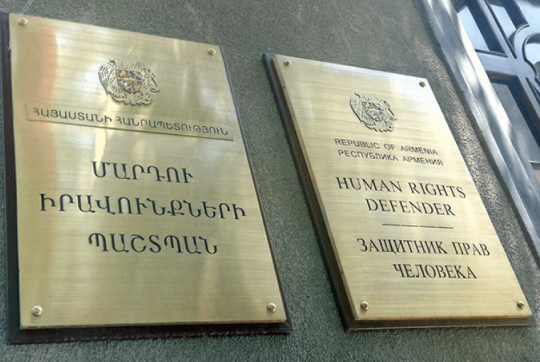 ՀԱՅԱՍՏԱՆԻ ՀԱՆՐԱՊԵՏՈՒԹՅՈՒՆ
ՄԱՐԴՈՒ
ԻՐԱՎՈՒՆՔՆԵՐԻ
ՊԱՇՏՊԱՆ
REPUBLIC OF ARMENIA
РЕСПУБЛИКА АРМЕНИЯ
HUMAN RIGHTS
DEFENDER
ЗАЩИТНИК ПРАВ
ЧЕЛОВЕКА